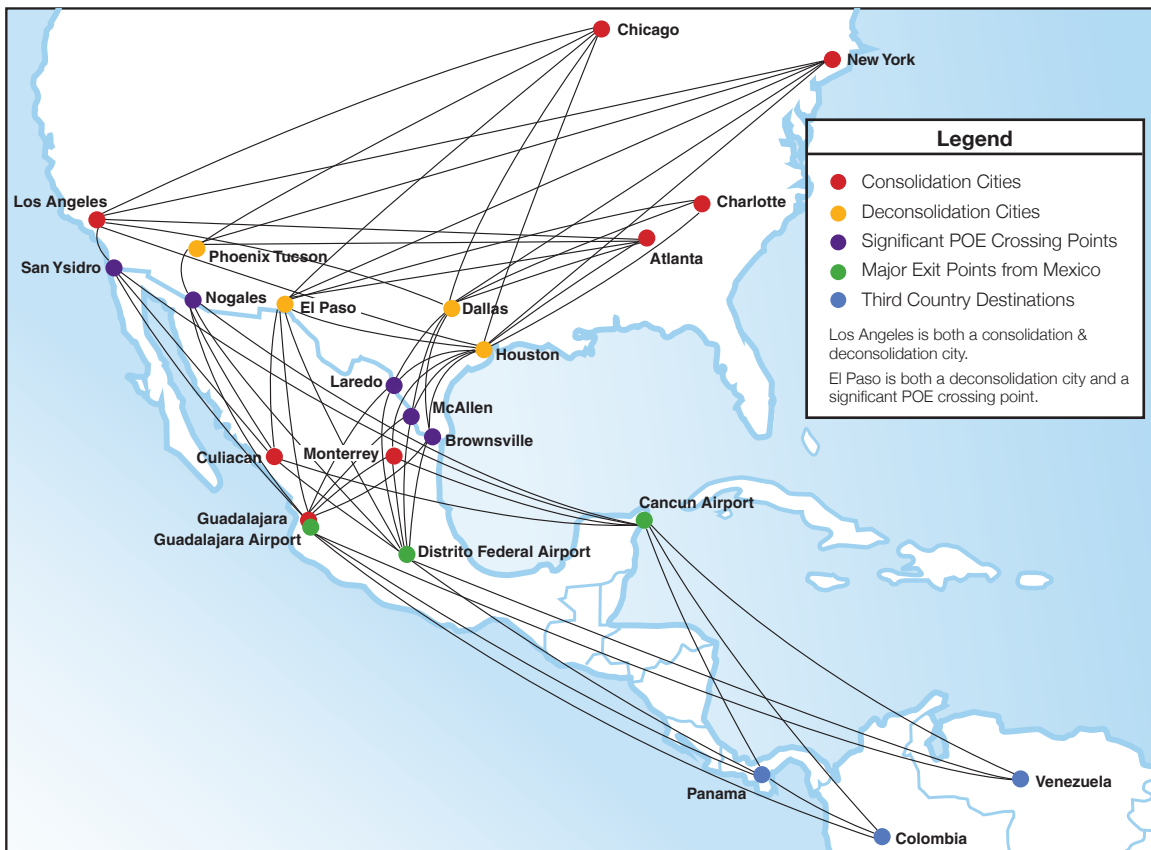 Chicago
New York
Legend
Consolidation Cities
Deconsolidation Cities
Significant POE Crossing Points
Major Exit Points from Mexico
Third Country Destinations
Los Angeles is both a consolidation &
deconsolidation city.
El Paso is both a deconsolidation city and a
significant POE crossing point.
Los Angeles
Charlotte
Phoenix Tucson
Atlanta
San Ysidro
Nogales
El Paso
Dallas
Houston
Laredo
McAllen
Brownsville
Culiacan
Monterrey
Cancun Airport
Guadalajara
Guadalajara Airport
Distrito Federal Airport
Panama
Venezuela
Colombia